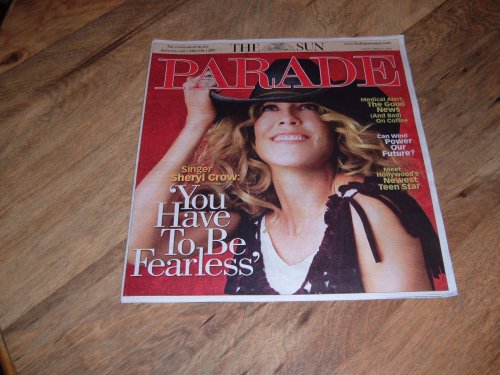 THE SUN
PARADE
Medical Alert:
The Good
News
(And Bad)
On Coffee
Can Wind
Power
Our
Future?
Meet
Hollywood's
Newest
Teen Star
Singer
Sheryl Crow:
'You
Have
To Be
Fearless'